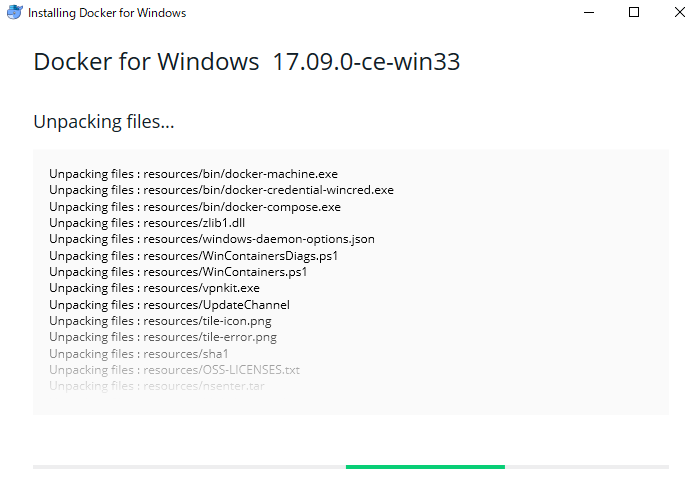 Installing Docker for Windows
Docker for Windows 17.09.0-ce-win33
Unpacking files...
Unpacking files : resources/bin/docker-machine.exe
Unpacking files : resources/bin/docker-credential-wincred.exe
Unpacking files : resources/bin/docker-compose.exe
Unpacking files : resources/zlib1.dll
Unpacking files : resources/windows-daemon-options.json
Unpacking files : resources/WinContainersDiags.ps1
Unpacking files : resources/WinContainers.ps1
Unpacking files : resources/vpnkit.exe
Unpacking files : resources/UpdateChannel
Unpacking files : resources/tile-icon.png
Unpacking files : resources/tile-error.png
Unpacking files : resources/sha1
Unpacking files : resources/OSS-LICENSES.txt
Unpacking files : resources/nsenter.tar